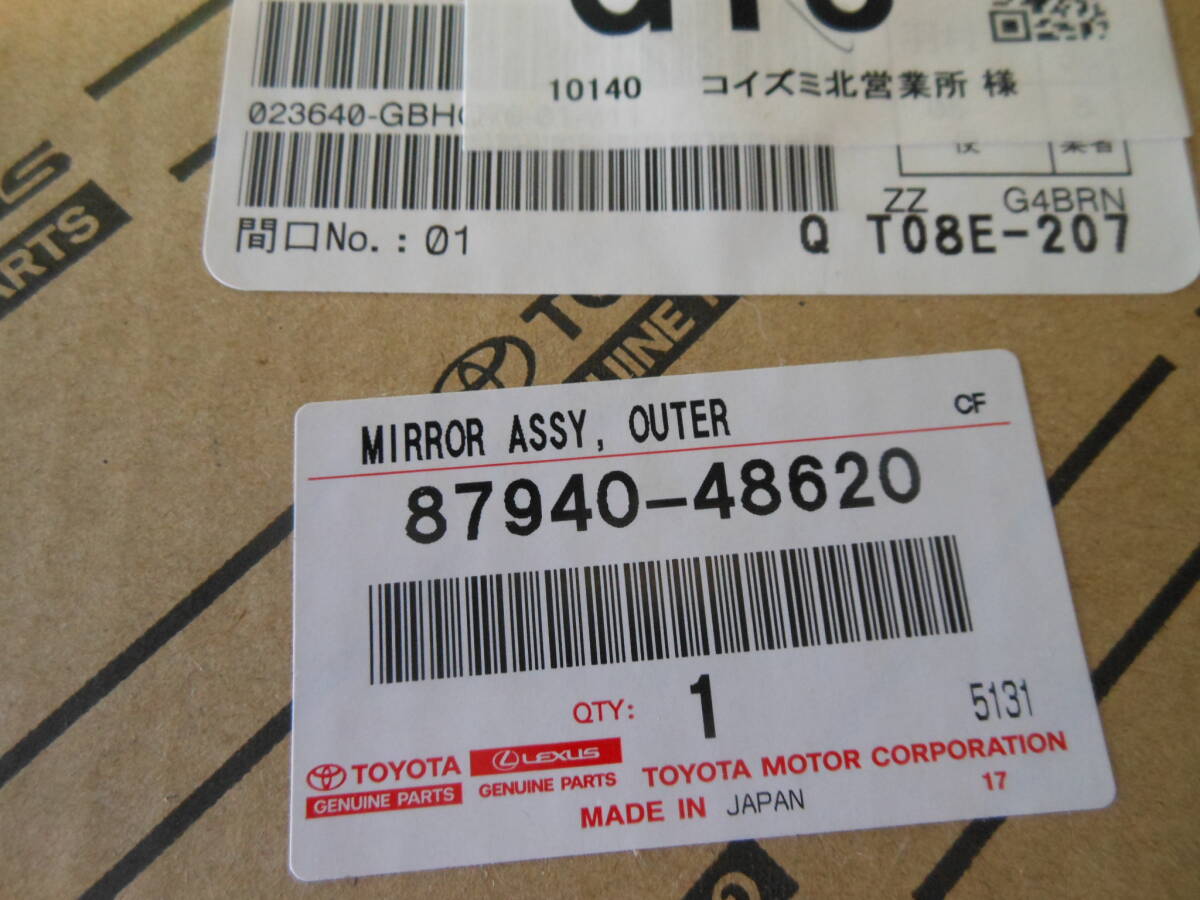 10140 コイズミ北営業所 様
023640-GBH
ZZ G4BRN
間口No.:01 Q T08E-207
PARTS
GENUINE
MIRROR ASSY, OUTER CF
87940-48620
QTY: 1 5131
TOYOTA LEXUS
GENUINE PARTS GENUINE PARTS TOYOTA MOTOR CORPORATION
MADE IN JAPAN 17